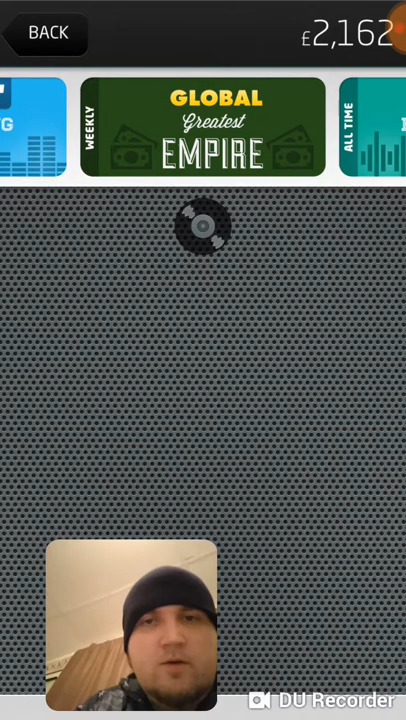 BACK
£2,162
WEEKLY
GLOBAL
Greatest
EMPIRE
ALL TIME
DU Recorder